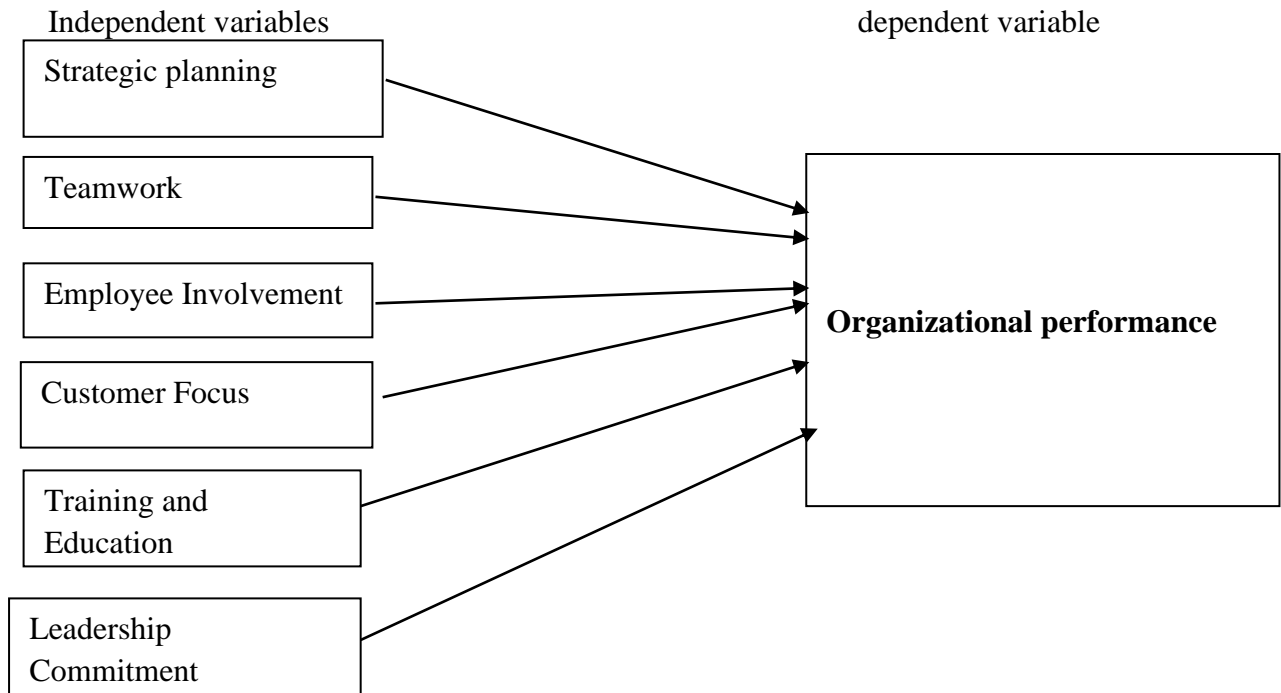 Independent variables
dependent variable
Strategic planning
Teamwork
Employee Involvement
Customer Focus
Training and
Education
Leadership
Commitment
Organizational performance